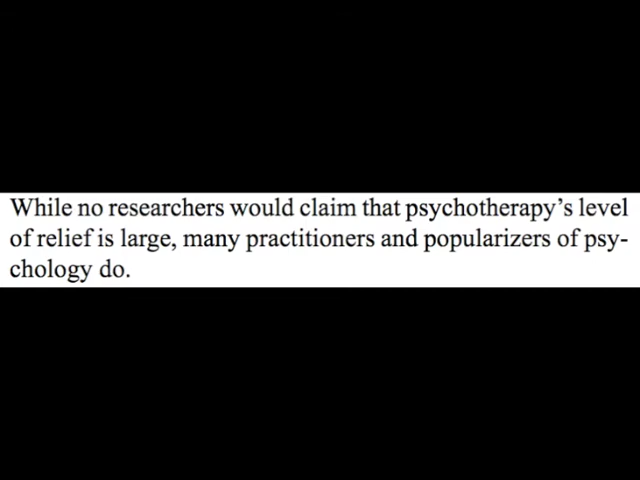 While no researchers would claim that psychotherapy's level
of relief is large, many practitioners and popularizers of psy-
chology do.